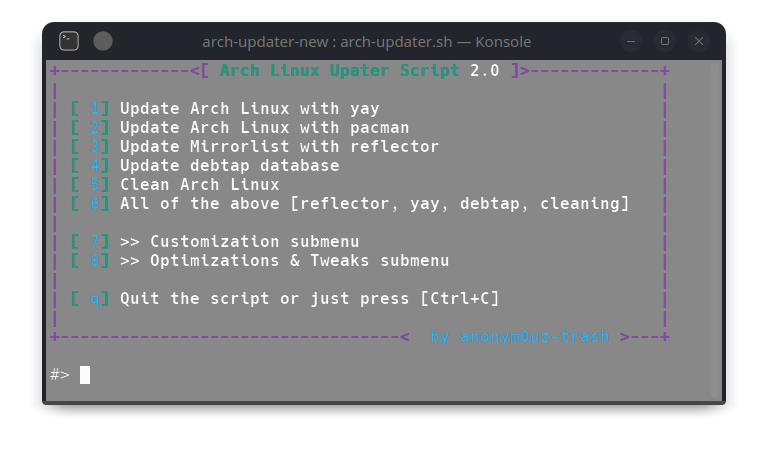 arch-updater-new : arch-updater.sh — Konsole
+-------------<[ Arch Linux Upater Script 2.0 ]>-------------+
[ 1] Update Arch Linux with yay
[ 2] Update Arch Linux with pacman
[ 3] Update Mirrorlist with reflector
[ 4] Update debtap database
[ 5] Clean Arch Linux
[ 6] All of the above [reflector, yay, debtap, cleaning]
[ 7] >> Customization submenu
[ 8] >> Optimizations & Tweaks submenu
[ q] Quit the script or just press [Ctrl+C]
+----------------------------------<  by anonym0uz-trash >---+
#>